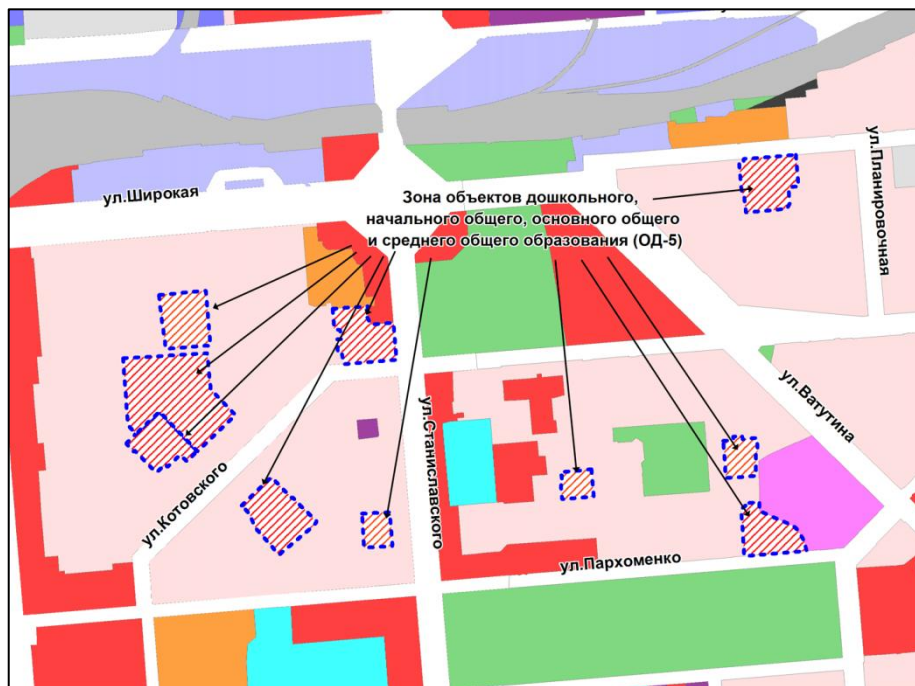 ул.
ул.Планировочная
ул.Широкая
Зона объектов дошкольного,
начального общего, основного общего
и среднего общего образования (ОД-5)
ул.Ватутина
ул.Станиславского
ул.Котовского
ул.Пархоменко